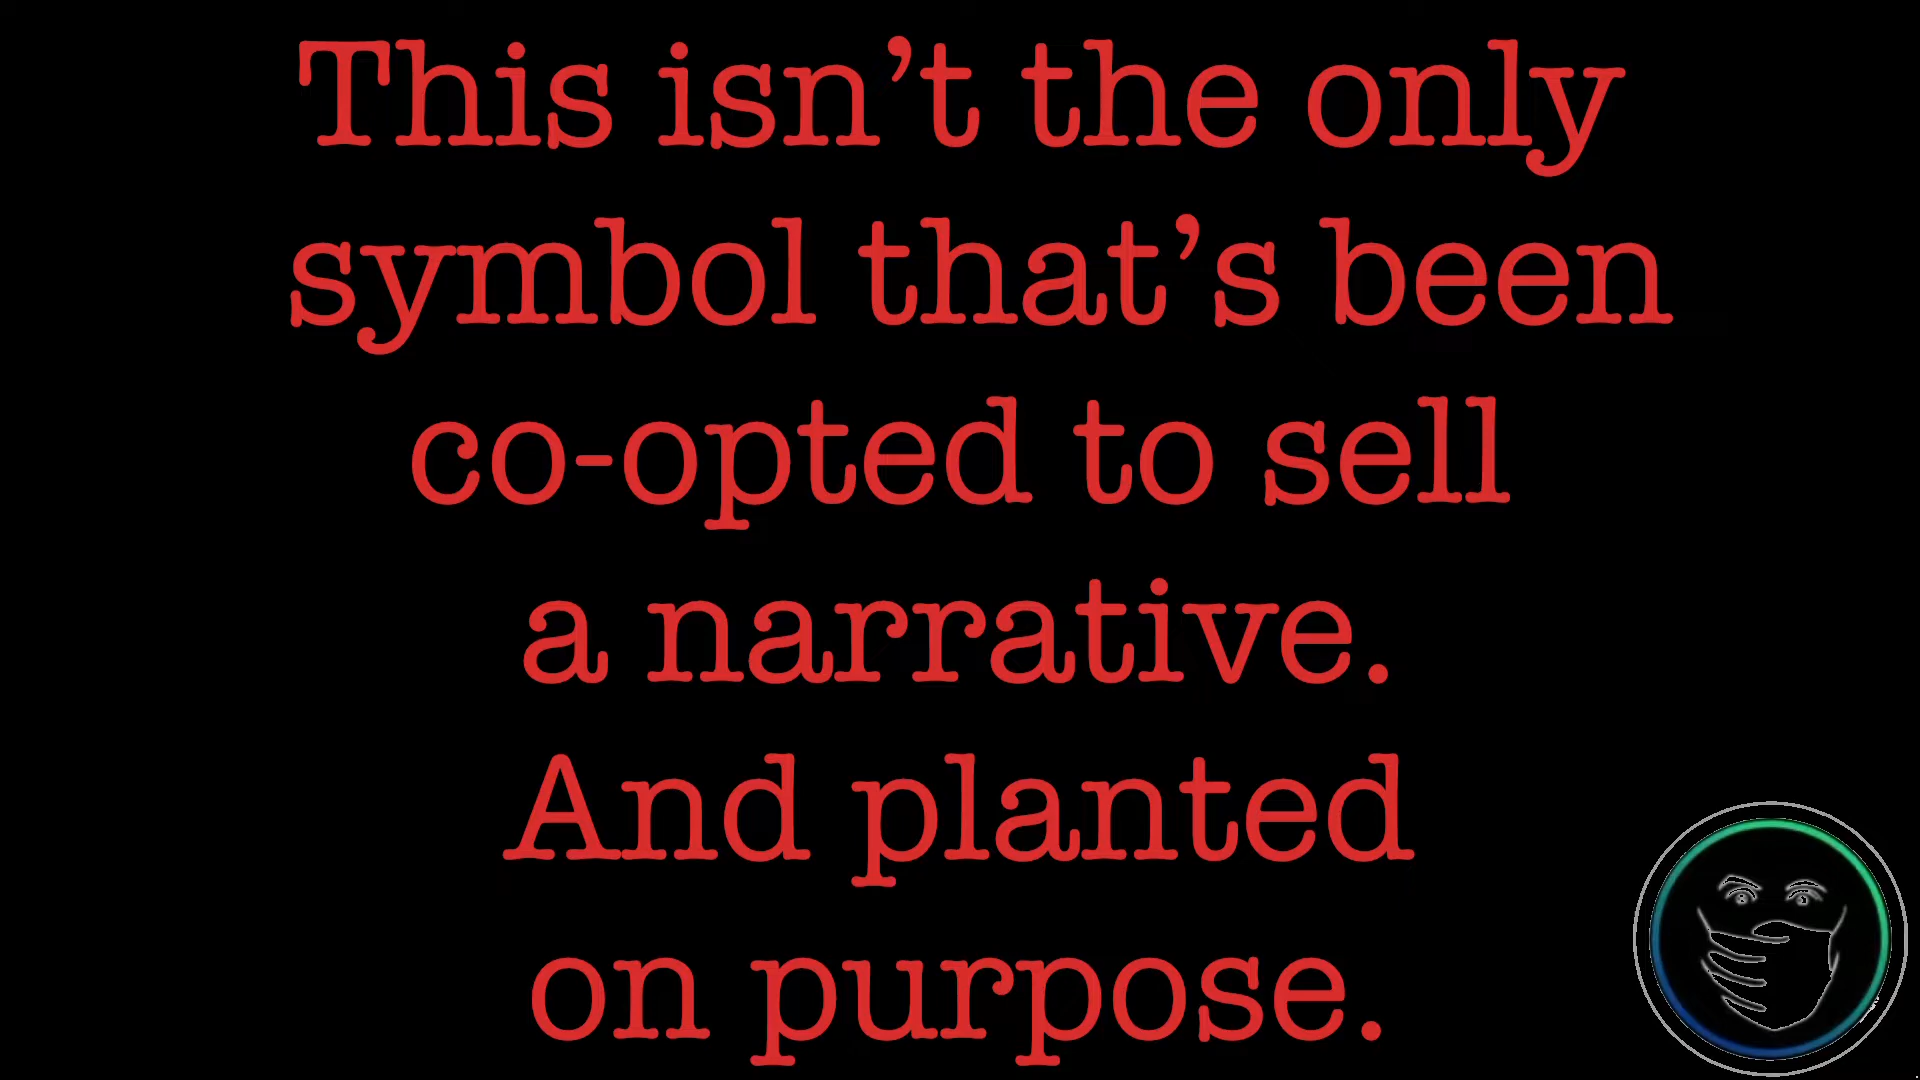 This isn’t the only
symbol that’s been
co-opted to sell
a narrative.
And planted
on purpose.